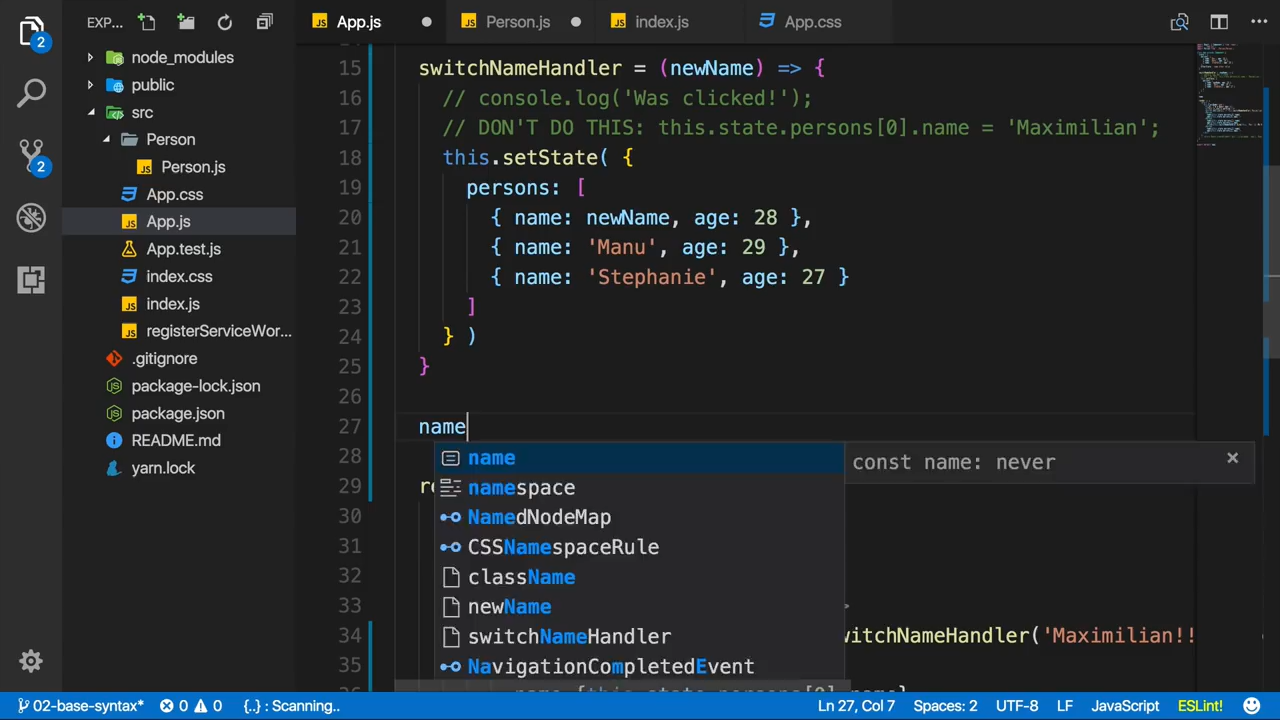 EXP...
App.js
Person.js
index.js
App.css
2
node_modules
public
src
Person
Person.js
App.css
App.js
App.test.js
index.css
index.js
registerServiceWor...
.gitignore
package-lock.json
package.json
README.md
yarn.lock
2
15 switchNameHandler = (newName) => {
16 // console.log('Was clicked!');
17 // DON'T DO THIS: this.state.persons[0].name = 'Maximilian';
18 this.setState( {
19 persons: [
20 { name: newName, age: 28 },
21 { name: 'Manu', age: 29 },
22 { name: 'Stephanie', age: 27 }
23 ]
24 } )
25 }
26
27 name
28
29 re
30
31
32
33 >
34 witchNameHandler('Maximilian!!
35
name
namespace
NamedNodeMap
CSSNamespaceRule
className
newName
switchNameHandler
NavigationCompletedEvent
const name: never
02-base-syntax*
0
0
{..} : Scanning..
Ln 27, Col 7
Spaces: 2
UTF-8
LF
JavaScript
ESLint!